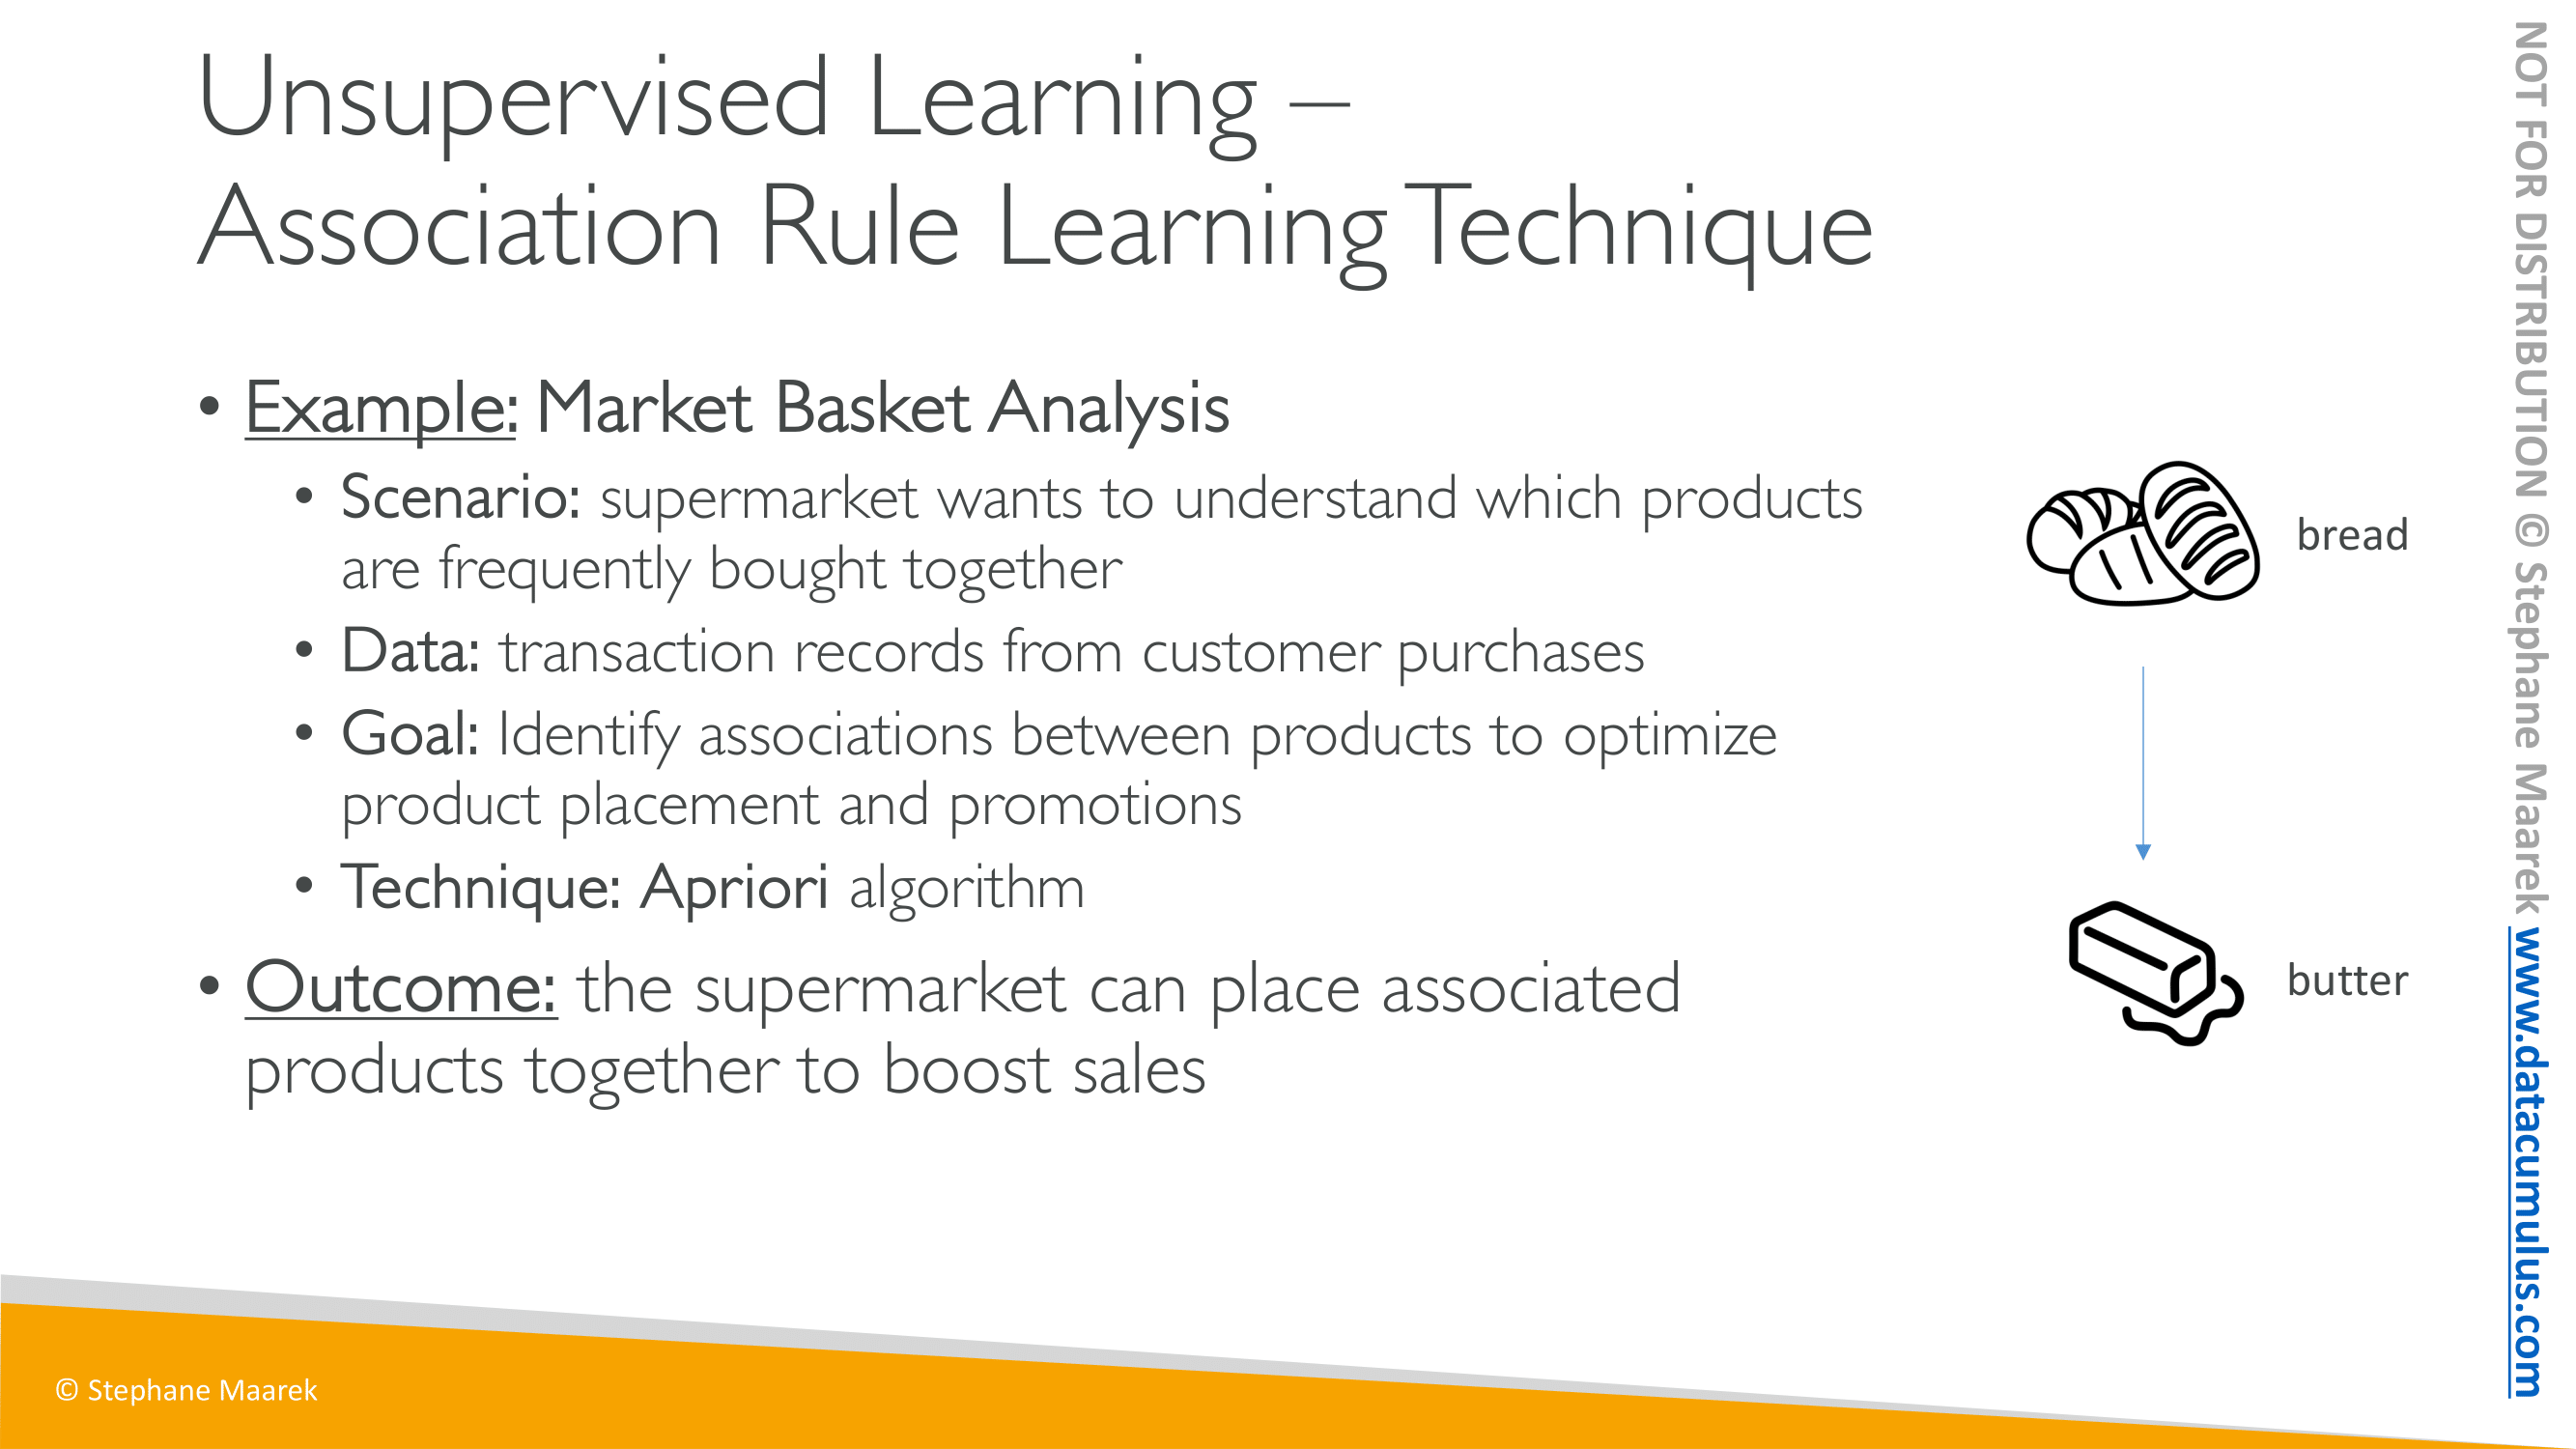 Unsupervised Learning –
Association Rule Learning Technique
• Example: Market Basket Analysis
• Scenario: supermarket wants to understand which products
are frequently bought together
• Data: transaction records from customer purchases
• Goal: Identify associations between products to optimize
product placement and promotions
• Technique: Apriori algorithm
• Outcome: the supermarket can place associated
products together to boost sales
bread
butter
© Stephane Maarek
NOT FOR DISTRIBUTION © Stephane Maarek www.datacumulus.com